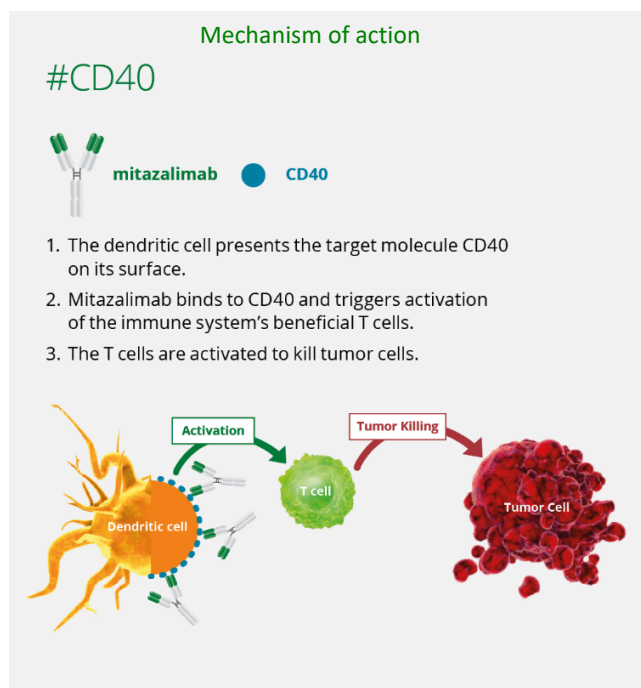 Mechanism of action
#CD40
mitazalimab
CD40
1. The dendritic cell presents the target molecule CD40
on its surface.
2. Mitazalimab binds to CD40 and triggers activation
of the immune system’s beneficial T cells.
3. The T cells are activated to kill tumor cells.
Activation
Tumor Killing
T cell
Dendritic cell
Tumor Cell